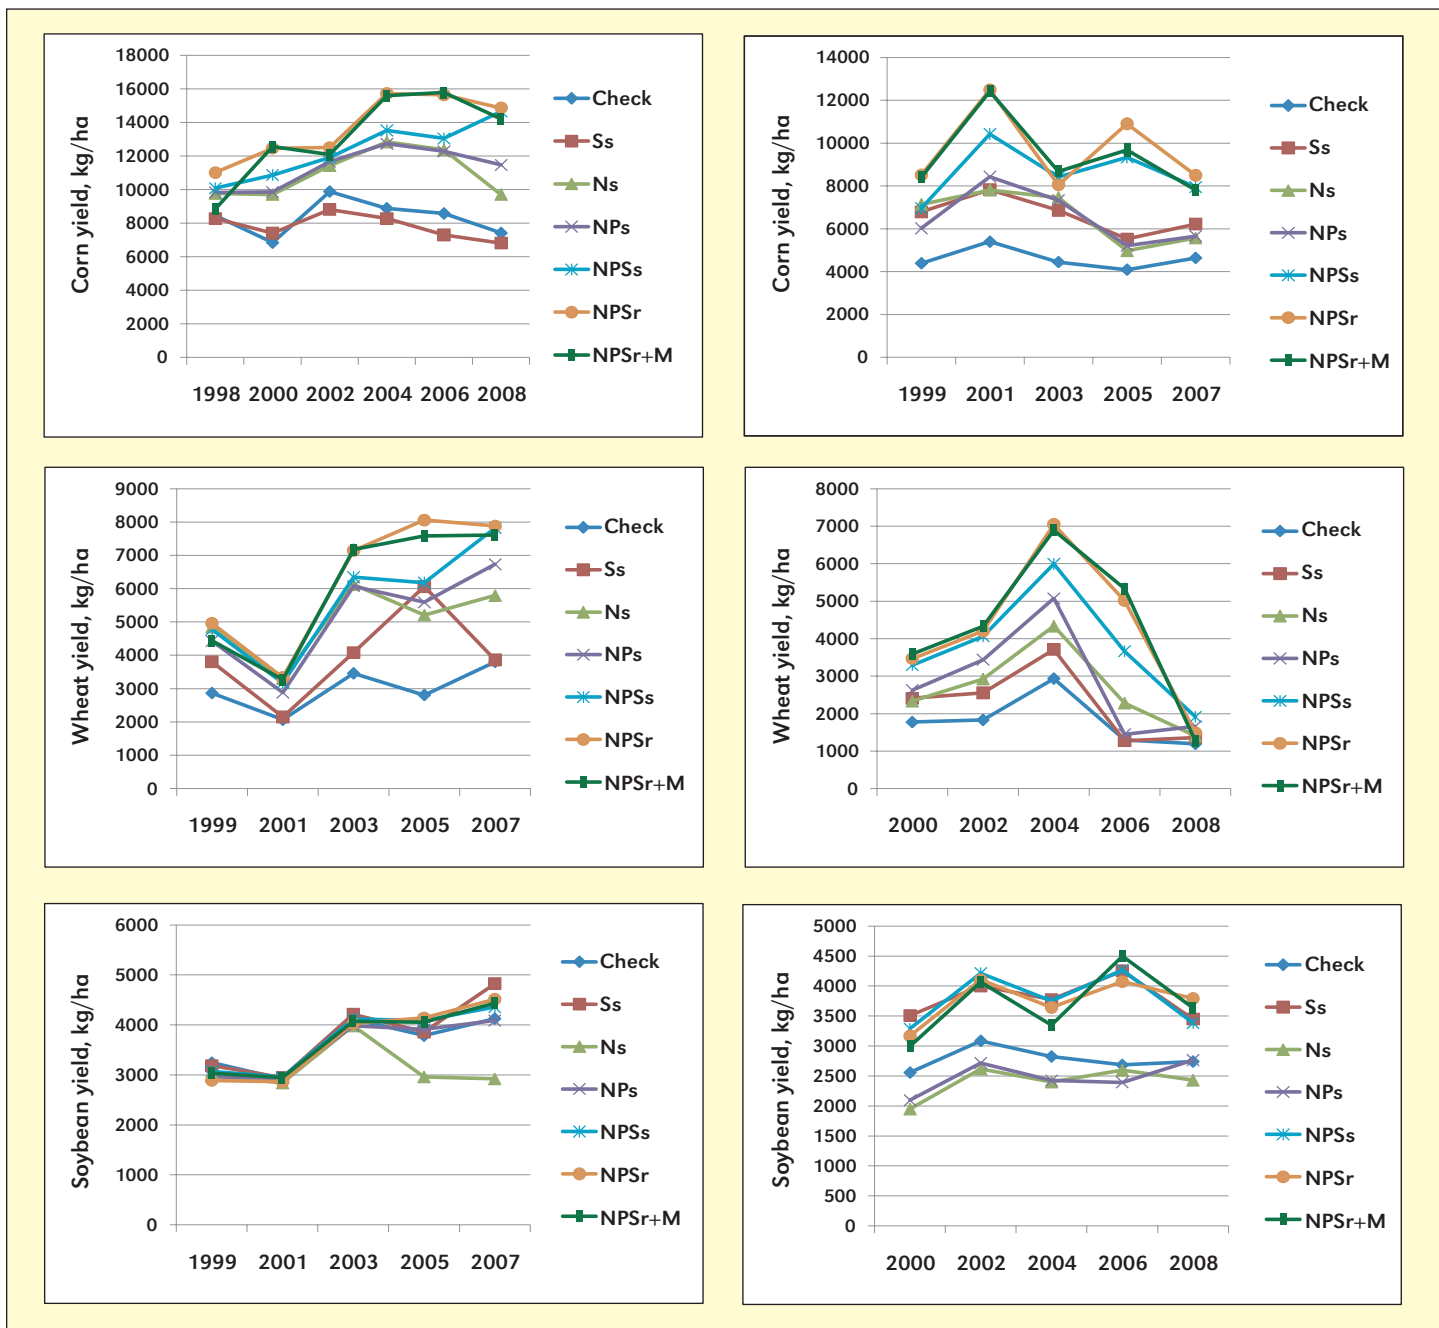 Corn yield, kg/ha
18000
16000
14000
12000
10000
8000
6000
4000
2000
0
1998 2000 2002 2004 2006 2008
Check
Ss
Ns
NPs
NPSs
NPSr
NPSr+M
Corn yield, kg/ha
14000
12000
10000
8000
6000
4000
2000
0
1999 2001 2003 2005 2007
Check
Ss
Ns
NPs
NPSs
NPSr
NPSr+M
Wheat yield, kg/ha
9000
8000
7000
6000
5000
4000
3000
2000
1000
0
1999 2001 2003 2005 2007
Check
Ss
Ns
NPs
NPSs
NPSr
NPSr+M
Wheat yield, kg/ha
8000
7000
6000
5000
4000
3000
2000
1000
0
2000 2002 2004 2006 2008
Check
Ss
Ns
NPs
NPSs
NPSr
NPSr+M
Soybean yield, kg/ha
6000
5000
4000
3000
2000
1000
0
1999 2001 2003 2005 2007
Check
Ss
Ns
NPs
NPSs
NPSr
NPSr+M
Soybean yield, kg/ha
5000
4500
4000
3500
3000
2500
2000
1500
1000
500
0
2000 2002 2004 2006 2008
Check
Ss
Ns
NPs
NPSs
NPSr
NPSr+M